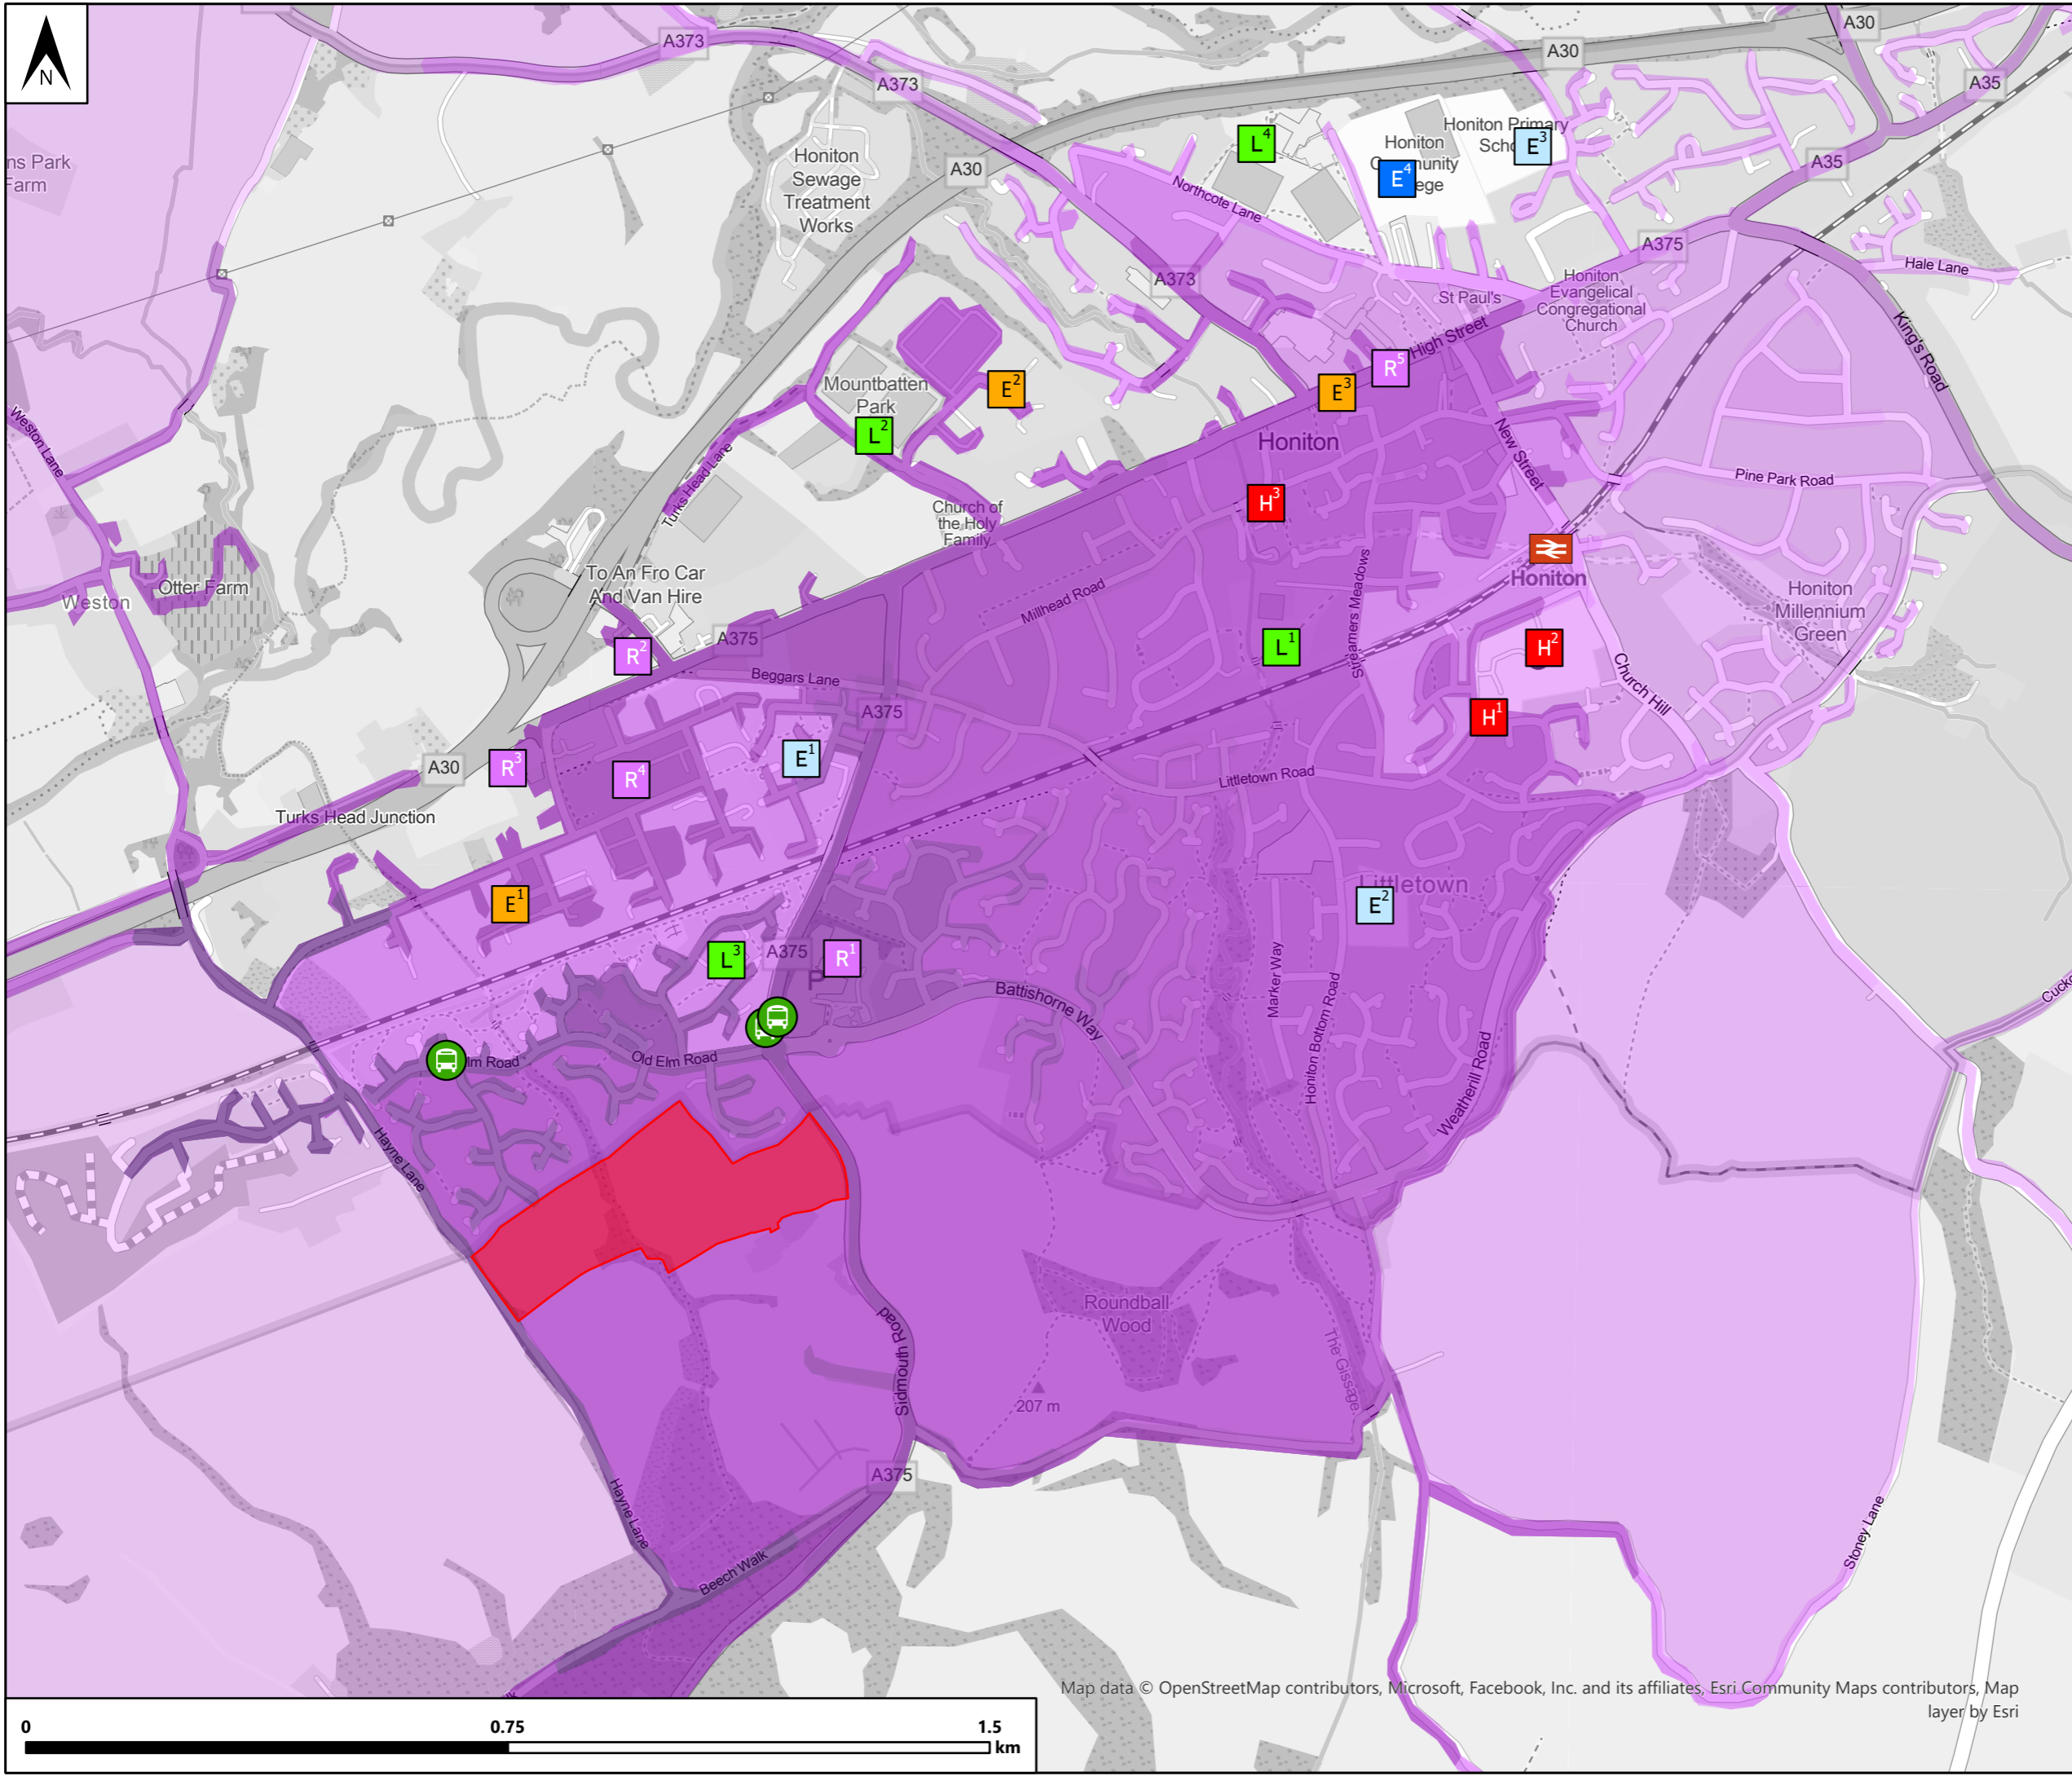 N
A373
A30
A30
A35
A373
ns Park
Farm
Honiton
Sewage
Treatment
Works
A30
L4
Honiton Primary
E3
Honiton
E4
A35
Northcote Lane
A373
St Paul's
A375
Honiton
Evangelical
Congregational
Church
Hale Lane
King's Road
High Street
R5
Mountbatten
Park
E2
E3
L2
Honiton
Weston Lane
Turks Head Lane
New Street
Pine Park Road
H3
Church of
the Holy
Family
To An Fro Car
And Van Hire
Otter Farm
Weston
Millhead Road
Streamers Meadows
Honiton
Honiton
Millennium
Green
A375
R2
Beggars Lane
L1
H2
Church Hill
A375
H1
E1
A30
R3
R4
Littletown Road
Turks Head Junction
E1
Littletown
E2
L3
A375
R1
P
Battishorne Way
Marker Way
Honiton Bottom Road
Old Elm Road
lm Road
Weatherill Road
Hayne Lane
Roundball
Wood
Sidmouth Road
The Gissage
207 m
A375
Hayne Lane
Beech Walk
Stoney Lane
Map data © OpenStreetMap contributors, Microsoft, Facebook, Inc. and its affiliates, Esri Community Maps contributors, Map
layer by Esri
0
0.75
1.5
km